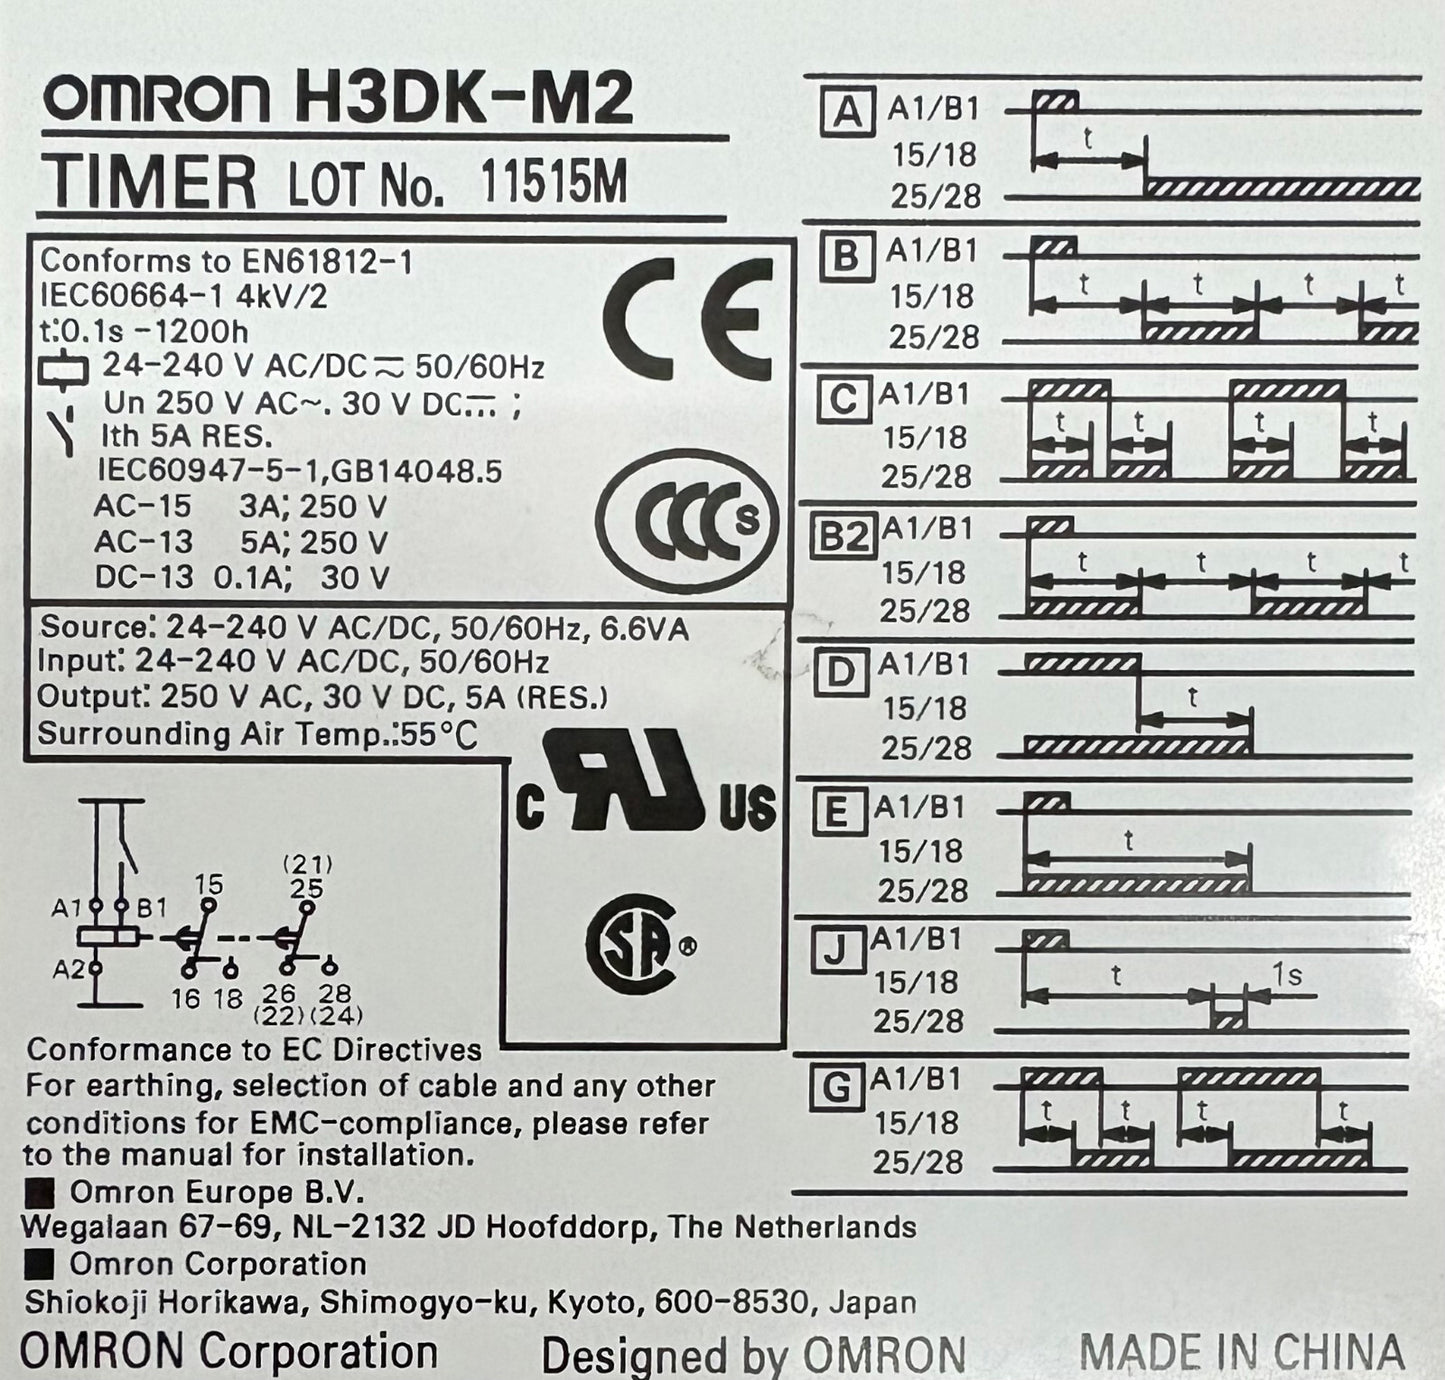 OMRON H3DK-M2
TIMER LOT No. 11515M
Conforms to EN61812-1
IEC60664-1 4kV/2
t:0.1s -1200h
24-240 V AC/DC ⎓ 50/60Hz
Un 250 V AC~. 30 V DC⎓ ;
Ith 5A RES.
IEC60947-5-1,GB14048.5
AC-15 3A; 250 V
AC-13 5A; 250 V
DC-13 0.1A; 30 V
CE
CCC S
Source: 24-240 V AC/DC, 50/60Hz, 6.6VA
Input: 24-240 V AC/DC, 50/60Hz
Output: 250 V AC, 30 V DC, 5A (RES.)
Surrounding Air Temp.:55°C
C RU US
CSA®
(21)
15 25
A1 B1
A2
16 18 26 28
(22)(24)
Conformance to EC Directives
For earthing, selection of cable and any other
conditions for EMC-compliance, please refer
to the manual for installation.
Omron Europe B.V.
Wegalaan 67-69, NL-2132 JD Hoofddorp, The Netherlands
Omron Corporation
Shiokoji Horikawa, Shimogyo-ku, Kyoto, 600-8530, Japan
OMRON Corporation Designed by OMRON MADE IN CHINA
A A1/B1
t
15/18
25/28
B A1/B1
t t t t
15/18
25/28
C A1/B1
t t t t
15/18
25/28
B2 A1/B1
t t t t
15/18
25/28
D A1/B1
t
15/18
25/28
E A1/B1
t
15/18
25/28
J A1/B1
t 1s
15/18
25/28
G A1/B1
t t t t
15/18
25/28